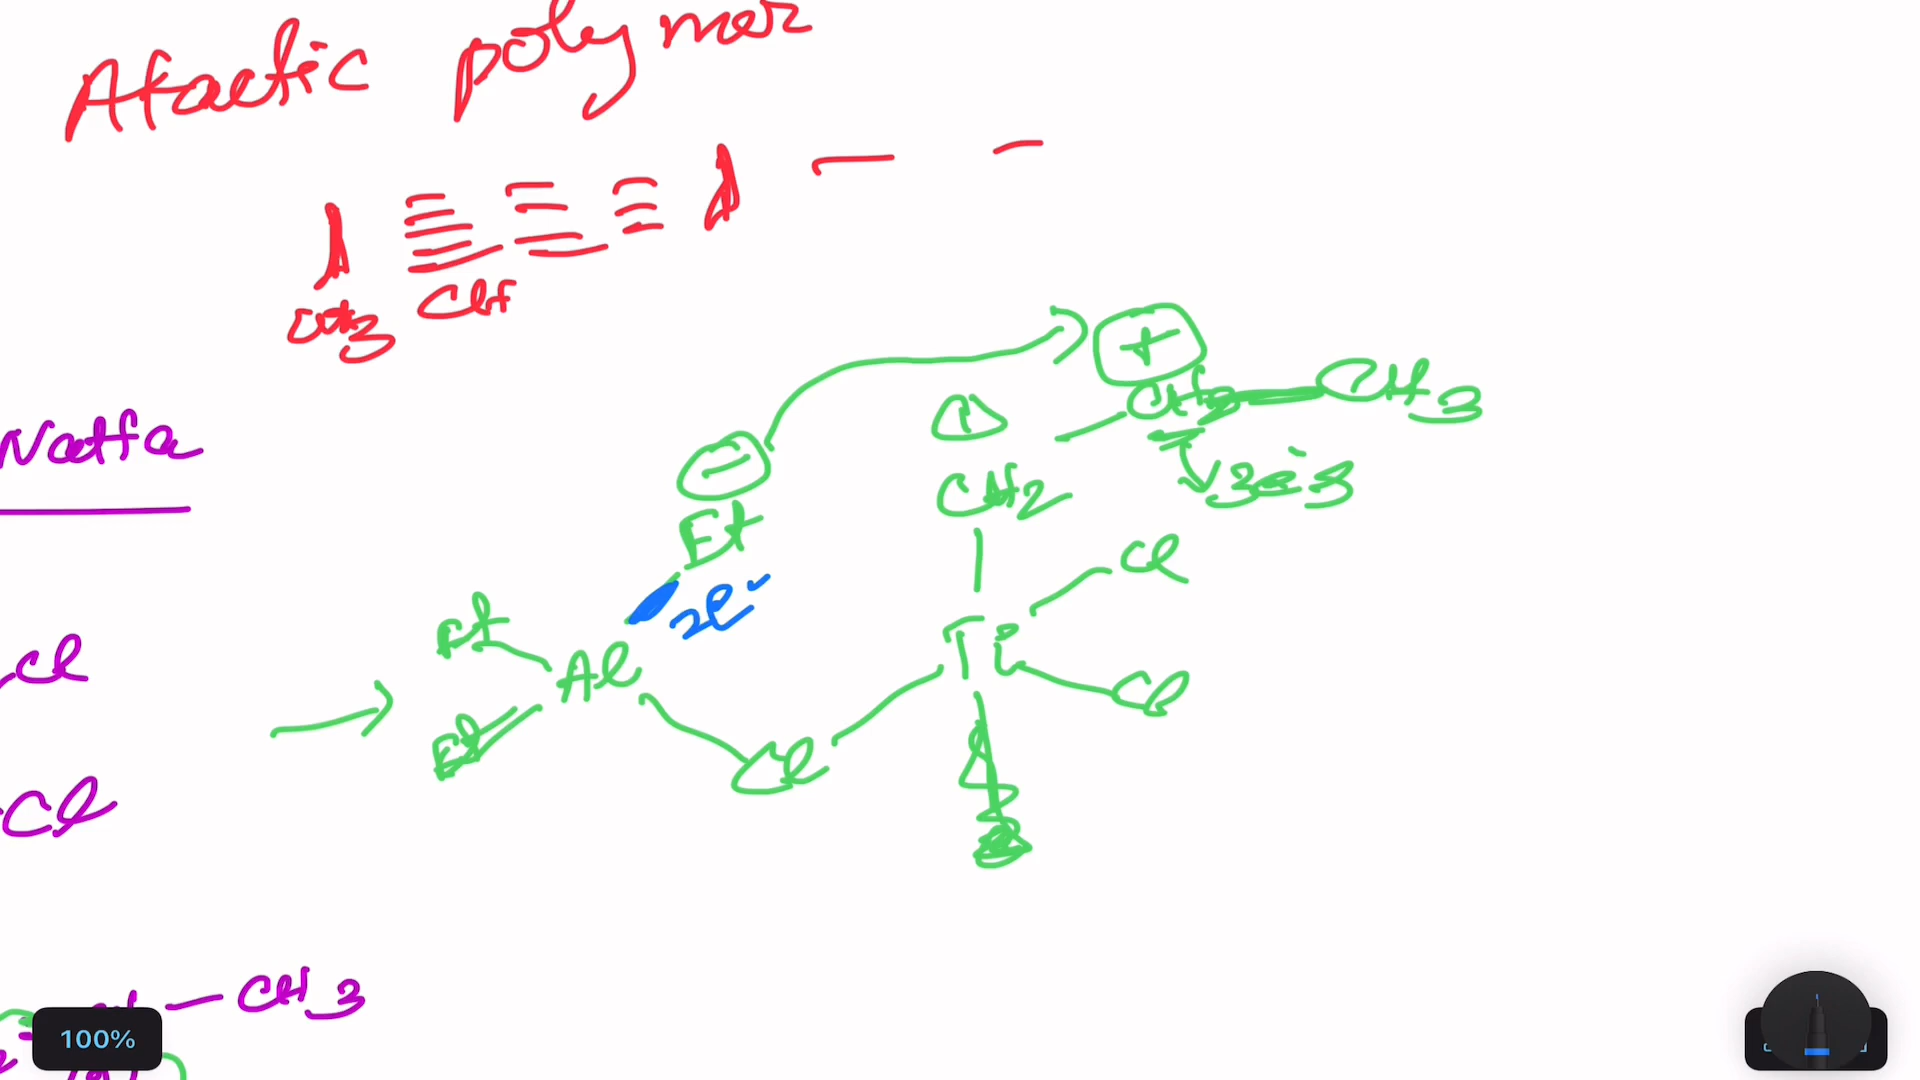 Atactic polymer
CH3 CH
+
CH2 — CH3
Natta
−
CH2
Et
2e-
Cl
Et Al Ti
Cl
Cl
Et Cl
Cl
— CH3
100%